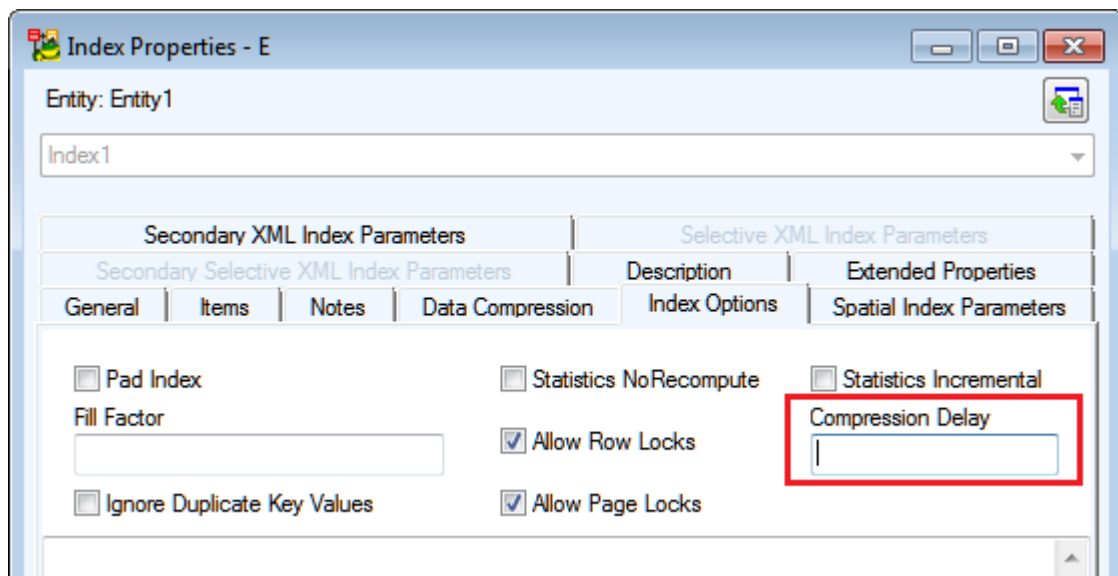 Index Properties - E
Entity: Entity1
Index1
Secondary XML Index Parameters Selective XML Index Parameters
Secondary Selective XML Index Parameters Description Extended Properties
General Items Notes Data Compression Index Options Spatial Index Parameters
Pad Index Statistics NoRecompute Statistics Incremental
Fill Factor Compression Delay
Allow Row Locks
Ignore Duplicate Key Values Allow Page Locks